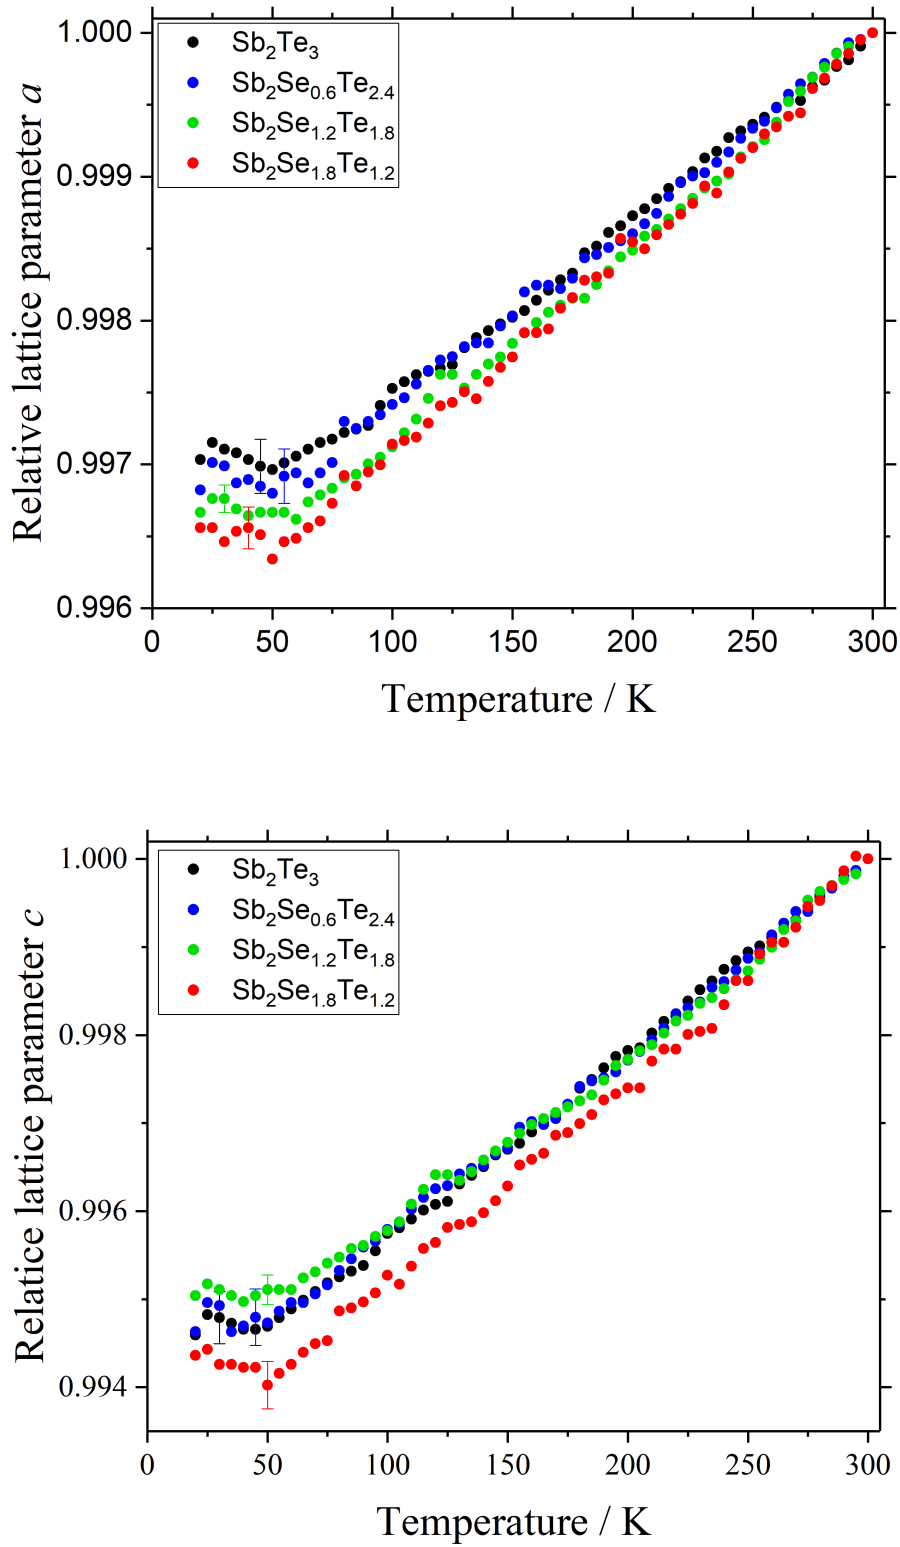 1.000
0.999
0.998
0.997
0.996
Relative lattice parameter a
Sb₂Te₃
Sb₂Se₀.₆Te₂.₄
Sb₂Se₁.₂Te₁.₈
Sb₂Se₁.₈Te₁.₂
0 50 100 150 200 250 300
Temperature / K
1.000
0.998
0.996
0.994
Relatice lattice parameter c
Sb₂Te₃
Sb₂Se₀.₆Te₂.₄
Sb₂Se₁.₂Te₁.₈
Sb₂Se₁.₈Te₁.₂
0 50 100 150 200 250 300
Temperature / K